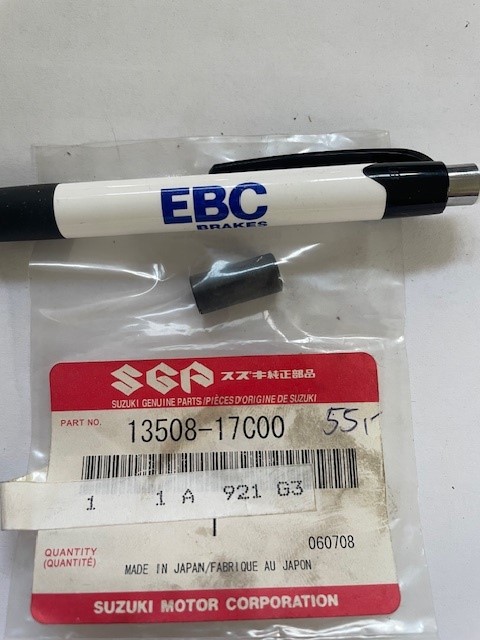 EBC
BRAKES
SGP スズキ純正部品
SUZUKI GENUINE PARTS/PIÈCES D'ORIGINE DE SUZUKI
PART NO. 13508-17C00 55,-
1 1 A 921 G3
1
060708
QUANTITY
(QUANTITÉ)
MADE IN JAPAN/FABRIQUE AU JAPON
SUZUKI MOTOR CORPORATION